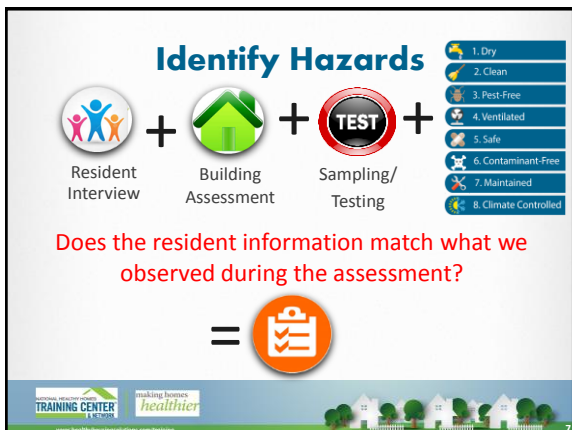 Identify Hazards
1. Dry
2. Clean
3. Pest-Free
4. Ventilated
5. Safe
6. Contaminant-Free
7. Maintained
8. Climate Controlled
+
+
TEST
+
Resident
Interview
Building
Assessment
Sampling/
Testing
Does the resident information match what we
observed during the assessment?
=
NATIONAL HEALTHY HOMES
TRAINING CENTER
& NETWORK
making homes
healthier
7